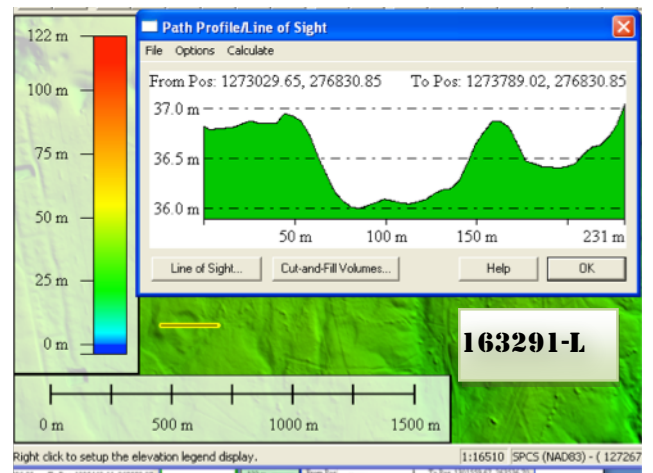 Path Profile/Line of Sight
File Options Calculate
From Pos: 1273029.65, 276830.85 To Pos: 1273789.02, 276830.85
37.0 m
36.5 m
36.0 m
50 m 100 m 150 m 231 m
Line of Sight... Cut-and-Fill Volumes... Help OK
122 m
100 m
75 m
50 m
25 m
0 m
163291-L
0 m 500 m 1000 m 1500 m
Right click to setup the elevation legend display. 1:16510 SPCS (NAD83) - ( 127267